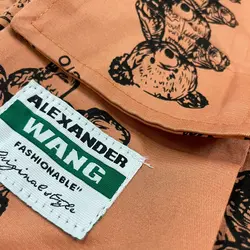 ALEXANDER
WANG
FASHIONABLE"
Original style